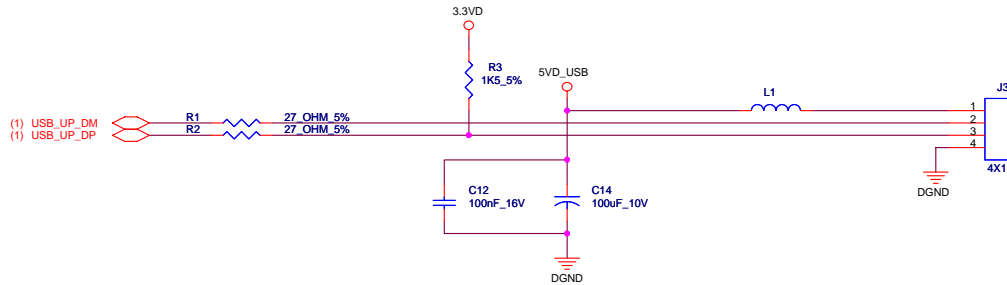 3.3VD
R3
1K5_5%
5VD_USB
L1
J3
1
(1) USB_UP_DM
R1
27_OHM_5%
2
(1) USB_UP_DP
R2
27_OHM_5%
3
4
4X1
DGND
C12
100nF_16V
C14
100uF_10V
DGND